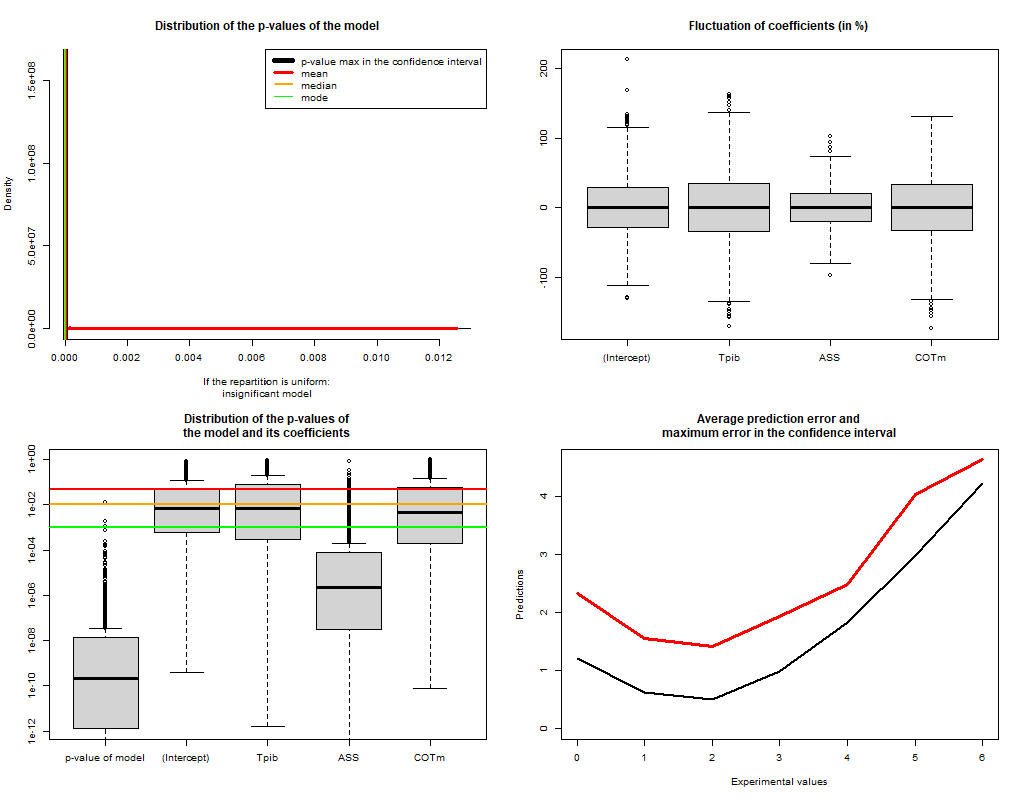 Distribution of the p-values of the model
Density
0.0e+00 5.0e+07 1.0e+08 1.5e+08
p-value max in the confidence interval
mean
median
mode
0.000 0.002 0.004 0.006 0.008 0.010 0.012
If the repartition is uniform:
insignificant model
Fluctuation of coefficients (in %)
-100 0 100 200
(Intercept) Tpib ASS COTm
Distribution of the p-values of
the model and its coefficients
1e-12 1e-10 1e-08 1e-06 1e-04 1e-02 1e+00
p-value of model (Intercept) Tpib ASS COTm
Average prediction error and
maximum error in the confidence interval
Predictions
0 1 2 3 4
0 1 2 3 4 5 6
Experimental values